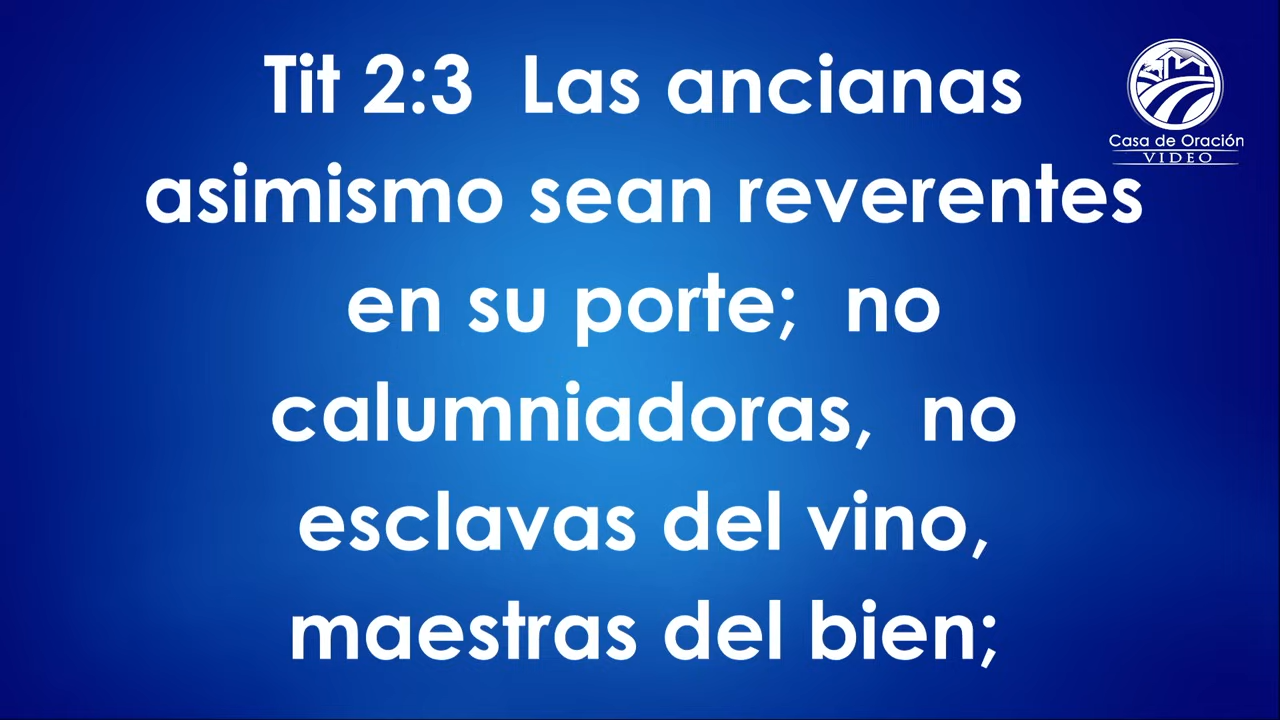 Tit 2:3  Las ancianas
asimismo sean reverentes
en su porte;  no
calumniadoras,  no
esclavas del vino,
maestras del bien;
Casa de Oración
VIDEO